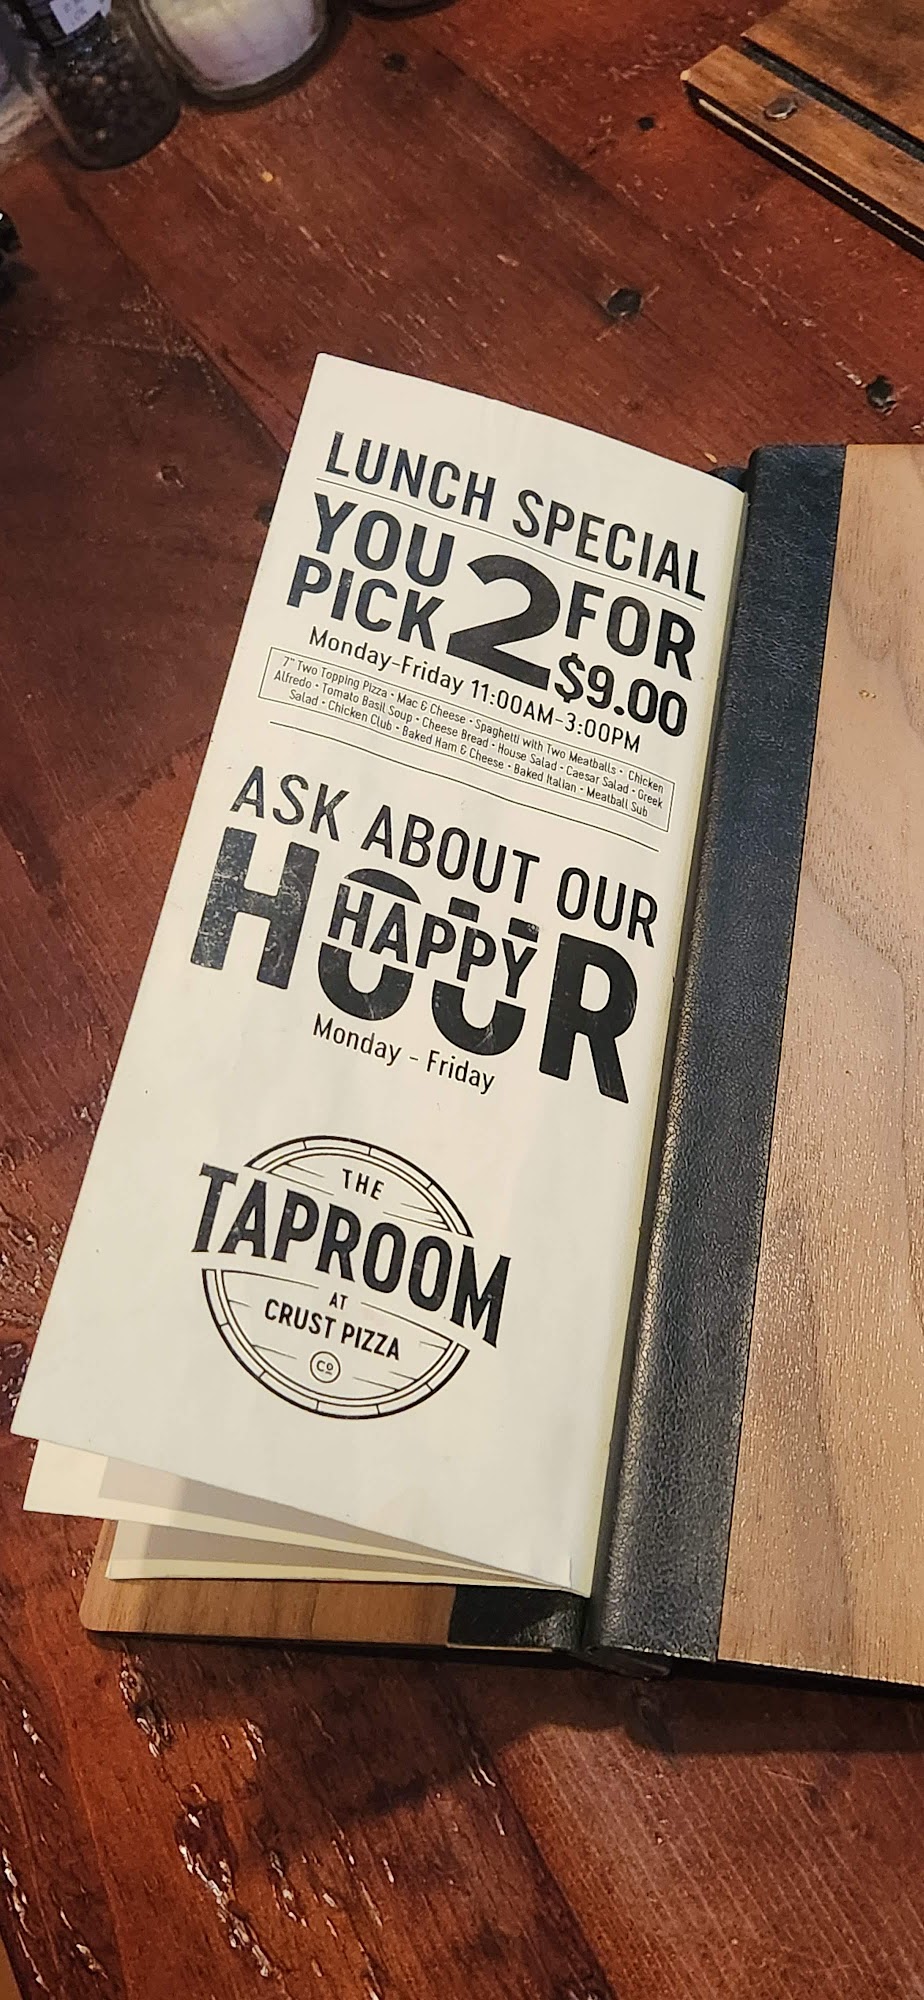 LUNCH SPECIAL
YOU PICK 2 FOR $9.00
Monday-Friday 11:00AM-3:00PM
7" Two Topping Pizza • Mac & Cheese • Spaghetti with Two Meatballs • Chicken
Alfredo • Tomato Basil Soup • Cheese Bread • House Salad • Caesar Salad • Greek
Salad • Chicken Club • Baked Ham & Cheese • Baked Italian • Meatball Sub
ASK ABOUT OUR
HAPPY
HOUR
Monday - Friday
THE
TAPROOM
AT
CRUST PIZZA
CO